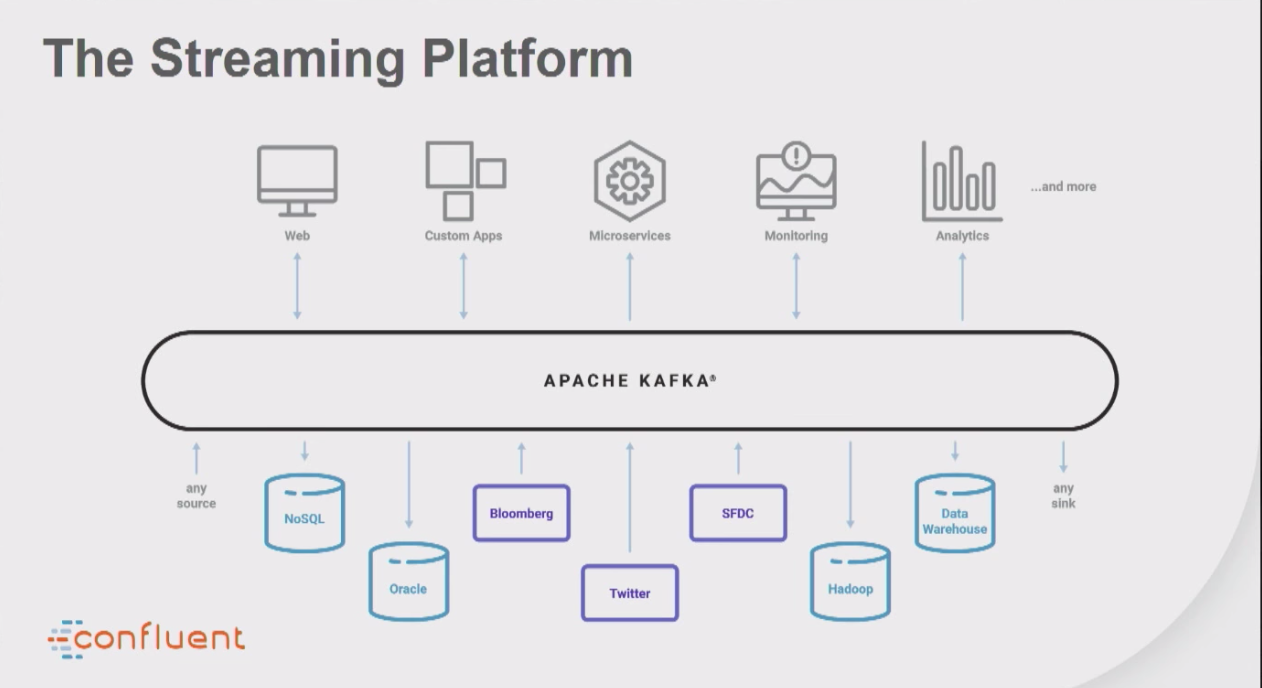 The Streaming Platform
Web
Custom Apps
Microservices
Monitoring
Analytics
...and more
APACHE KAFKA®
any
source
NoSQL
Oracle
Bloomberg
Twitter
SFDC
Hadoop
Data
Warehouse
any
sink
confluent